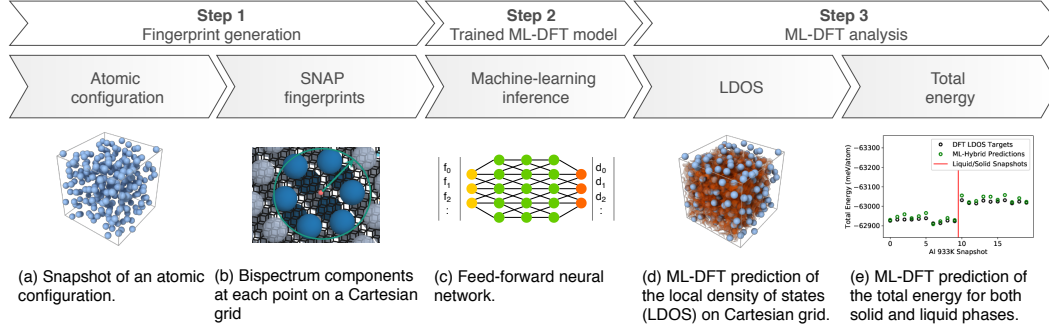 Step 1
Fingerprint generation
Step 2
Trained ML-DFT model
Step 3
ML-DFT analysis
Atomic
configuration
SNAP
fingerprints
Machine-learning
inference
LDOS
Total
energy
f0
f1
f2
:
d0
d1
d2
:
DFT LDOS Targets
ML-Hybrid Predictions
Liquid/Solid Snapshots
Total Energy (meV/atom)
−63300
−63200
−63100
−63000
−62900
0
5
10
15
Al 933K Snapshot
(a) Snapshot of an atomic
configuration.
(b) Bispectrum components
at each point on a Cartesian
grid
(c) Feed-forward neural
network.
(d) ML-DFT prediction of
the local density of states
(LDOS) on Cartesian grid.
(e) ML-DFT prediction of
the total energy for both
solid and liquid phases.